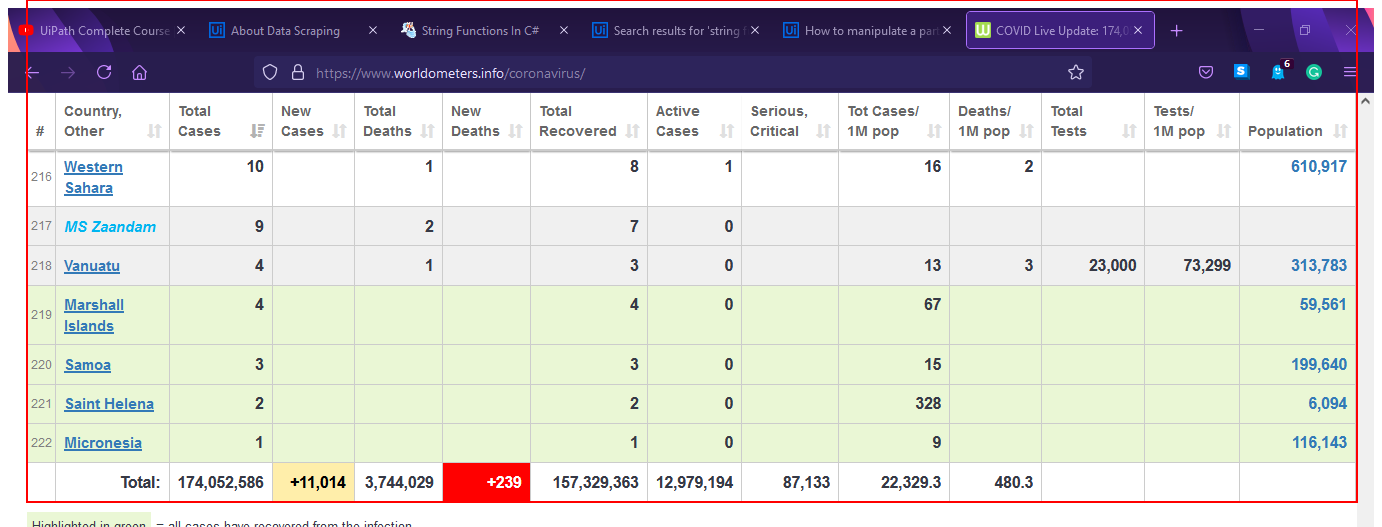 UiPath Complete Course About Data Scraping String Functions In C# Search results for 'string f How to manipulate a part COVID Live Update: 174,0
https://www.worldometers.info/coronavirus/ S 6
# Country, Other Total Cases New Cases Total Deaths New Deaths Total Recovered Active Cases Serious, Critical Tot Cases/ 1M pop Deaths/ 1M pop Total Tests Tests/ 1M pop Population
216 Western Sahara 10 1 8 1 16 2 610,917
217 MS Zaandam 9 2 7 0
218 Vanuatu 4 1 3 0 13 3 23,000 73,299 313,783
219 Marshall Islands 4 4 0 67 59,561
220 Samoa 3 3 0 15 199,640
221 Saint Helena 2 2 0 328 6,094
222 Micronesia 1 1 0 9 116,143
Total: 174,052,586 +11,014 3,744,029 +239 157,329,363 12,979,194 87,133 22,329.3 480.3
Highlighted in green = all cases have recovered from the infection